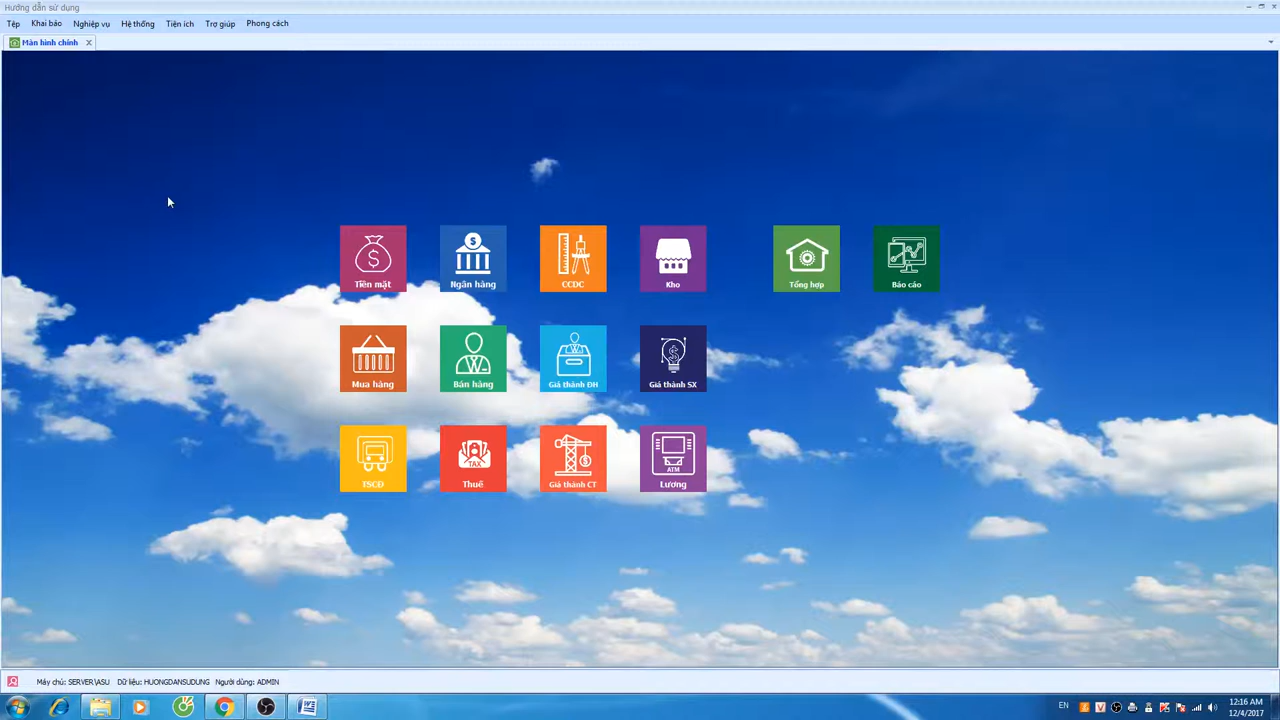 Hướng dẫn sử dụng
Tệp Khai báo Nghiệp vụ Hệ thống Tiện ích Trợ giúp Phong cách
Màn hình chính
Tiền mặt Ngân hàng CCDC Kho Tổng hợp Báo cáo
Mua hàng Bán hàng Giá thành ĐH Giá thành SX
TSCĐ Thuế Giá thành CT Lương
TAX
ATM
Máy chủ: SERVER\ASU Dữ liệu: HUONGDANSUDUNG Người dùng: ADMIN
EN 12:16 AM
12/4/2017